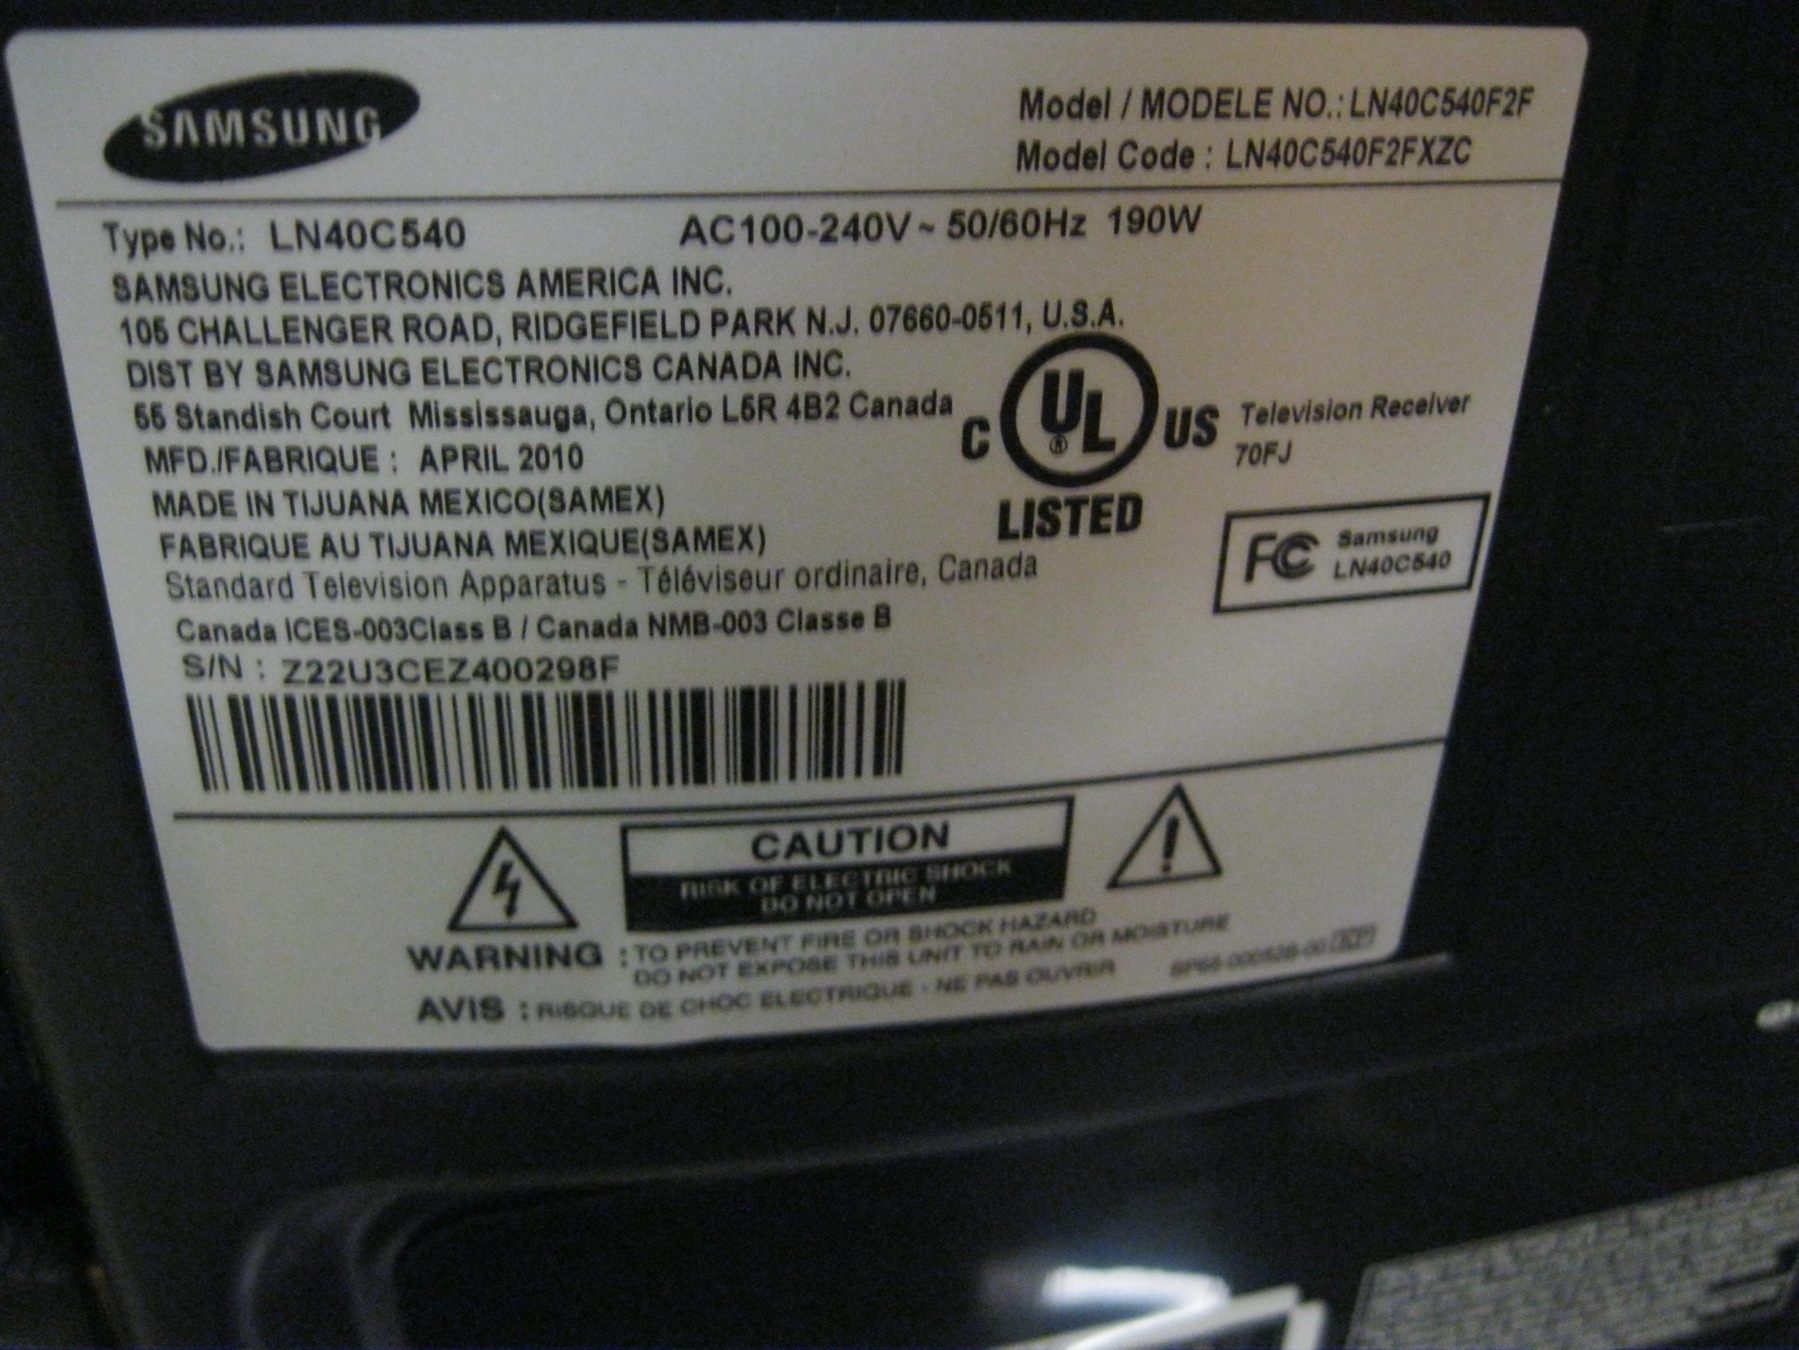 SAMSUNG
Model / MODELE NO.: LN40C540F2F
Model Code : LN40C540F2FXZC
Type No.: LN40C540 AC100-240V~ 50/60Hz 190W
SAMSUNG ELECTRONICS AMERICA INC.
105 CHALLENGER ROAD, RIDGEFIELD PARK N.J. 07660-0511, U.S.A.
DIST BY SAMSUNG ELECTRONICS CANADA INC.
55 Standish Court Mississauga, Ontario L5R 4B2 Canada
MFD./FABRIQUE : APRIL 2010
MADE IN TIJUANA MEXICO(SAMEX)
FABRIQUE AU TIJUANA MEXIQUE(SAMEX)
Standard Television Apparatus - Téléviseur ordinaire, Canada
Canada ICES-003Class B / Canada NMB-003 Classe B
S/N : Z22U3CEZ400298F
C UL ® US
LISTED
Television Receiver
70FJ
FC Samsung
LN40C540
CAUTION
RISK OF ELECTRIC SHOCK
DO NOT OPEN
WARNING : TO PREVENT FIRE OR SHOCK HAZARD
DO NOT EXPOSE THIS UNIT TO RAIN OR MOISTURE
AVIS : RISQUE DE CHOC ELECTRIQUE - NE PAS OUVRIR